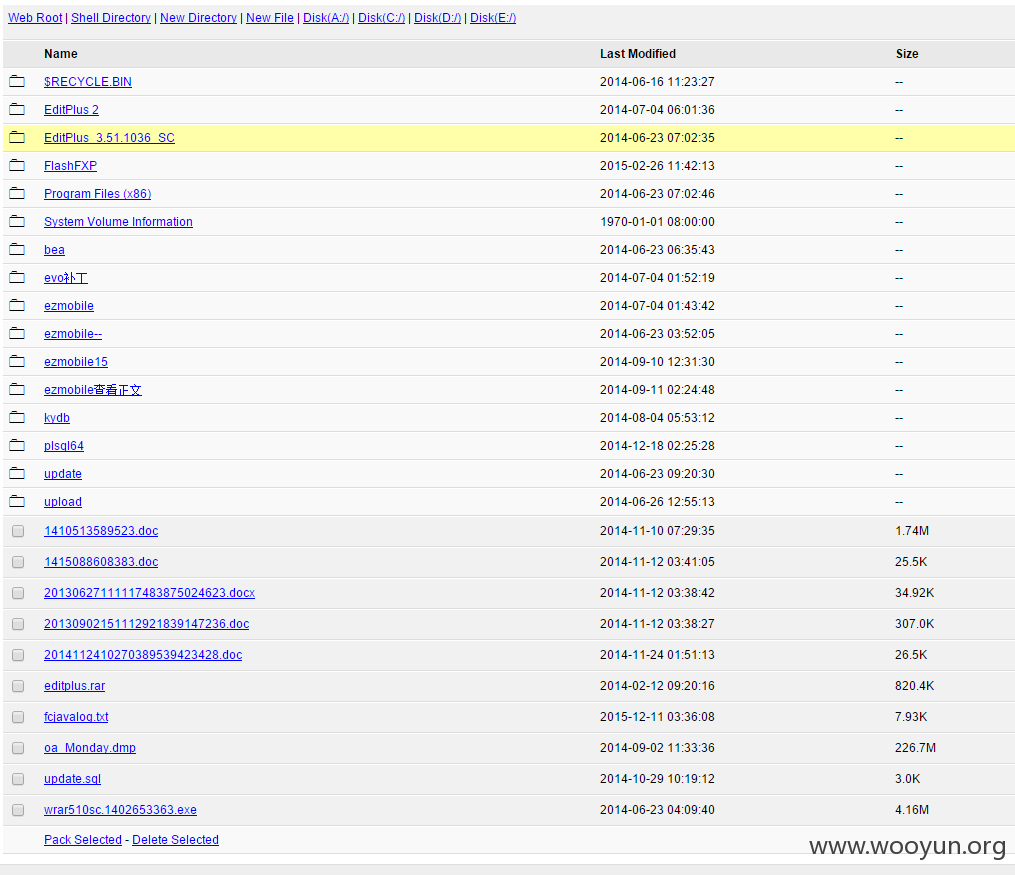 Web Root | Shell Directory | New Directory | New File | Disk(A:/) | Disk(C:/) | Disk(D:/) | Disk(E:/)
Name Last Modified Size
$RECYCLE.BIN 2014-06-16 11:23:27 --
EditPlus 2 2014-07-04 06:01:36 --
EditPlus_3.51.1036_SC 2014-06-23 07:02:35 --
FlashFXP 2015-02-26 11:42:13 --
Program Files (x86) 2014-06-23 07:02:46 --
System Volume Information 1970-01-01 08:00:00 --
bea 2014-06-23 06:35:43 --
evo补丁 2014-07-04 01:52:19 --
ezmobile 2014-07-04 01:43:42 --
ezmobile-- 2014-06-23 03:52:05 --
ezmobile15 2014-09-10 12:31:30 --
ezmobile查看正文 2014-09-11 02:24:48 --
kydb 2014-08-04 05:53:12 --
plsql64 2014-12-18 02:25:28 --
update 2014-06-23 09:20:30 --
upload 2014-06-26 12:55:13 --
1410513589523.doc 2014-11-10 07:29:35 1.74M
1415088608383.doc 2014-11-12 03:41:05 25.5K
20130627111117483875024623.docx 2014-11-12 03:38:42 34.92K
20130902151112921839147236.doc 2014-11-12 03:38:27 307.0K
2014112410270389539423428.doc 2014-11-24 01:51:13 26.5K
editplus.rar 2014-02-12 09:20:16 820.4K
fcjavalog.txt 2015-12-11 03:36:08 7.93K
oa_Monday.dmp 2014-09-02 11:33:36 226.7M
update.sql 2014-10-29 10:19:12 3.0K
wrar510sc.1402653363.exe 2014-06-23 04:09:40 4.16M
Pack Selected - Delete Selected
www.wooyun.org